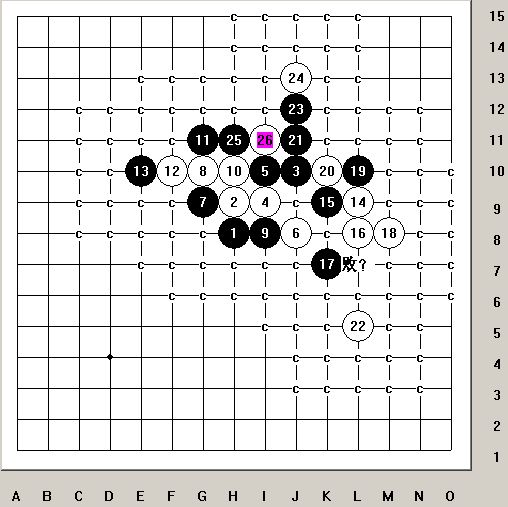 c c c c c 15
c c c c c 14
c c c c c 24 c c 13
c c c c c c c 23 c c c c 12
c c c c 11 25 26 21 c c c c 11
c c 13 12 8 10 5 3 20 19 c c c 10
c c c c 7 2 4 c 15 14 c c c 9
c c c c c 1 9 6 c 16 18 c c 8
c c c c c c 17 败? c c c 7
c c c c c c c c c c 6
c c c 22 c c 5
c c c c c 4
c c c c c 3
2
1
A B C D E F G H I J K L M N O